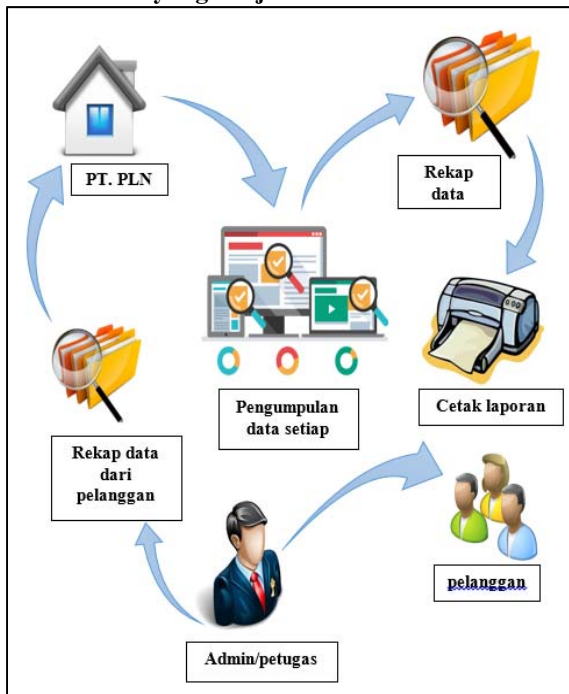 PT. PLN
Rekap
data
Pengumpulan
data setiap
Cetak laporan
Rekap data
dari
pelanggan
pelanggan
Admin/petugas